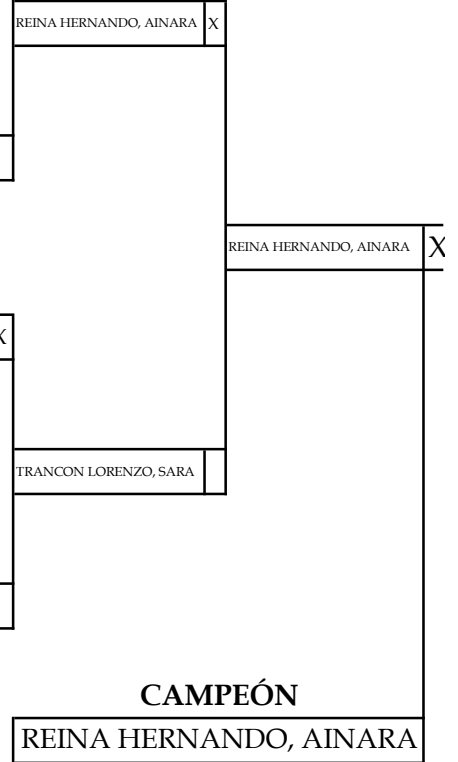 REINA HERNANDO, AINARA X
REINA HERNANDO, AINARA X
X
TRANCON LORENZO, SARA
CAMPEÓN
REINA HERNANDO, AINARA